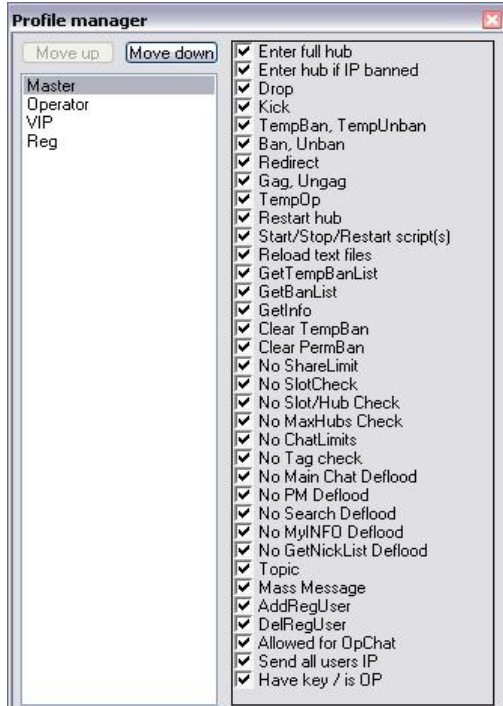 Profile manager
Move up
Move down
Master
Operator
VIP
Reg
Enter full hub
Enter hub if IP banned
Drop
Kick
TempBan, TempUnban
Ban, Unban
Redirect
Gag, Ungag
TempOp
Restart hub
Start/Stop/Restart script(s)
Reload text files
GetTempBanList
GetBanList
GetInfo
Clear TempBan
Clear PermBan
No ShareLimit
No SlotCheck
No Slot/Hub Check
No MaxHubs Check
No ChatLimits
No Tag check
No Main Chat Deflood
No PM Deflood
No Search Deflood
No MyINFO Deflood
No GetNickList Deflood
Topic
Mass Message
AddRegUser
DelRegUser
Allowed for OpChat
Send all users IP
Have key / is OP